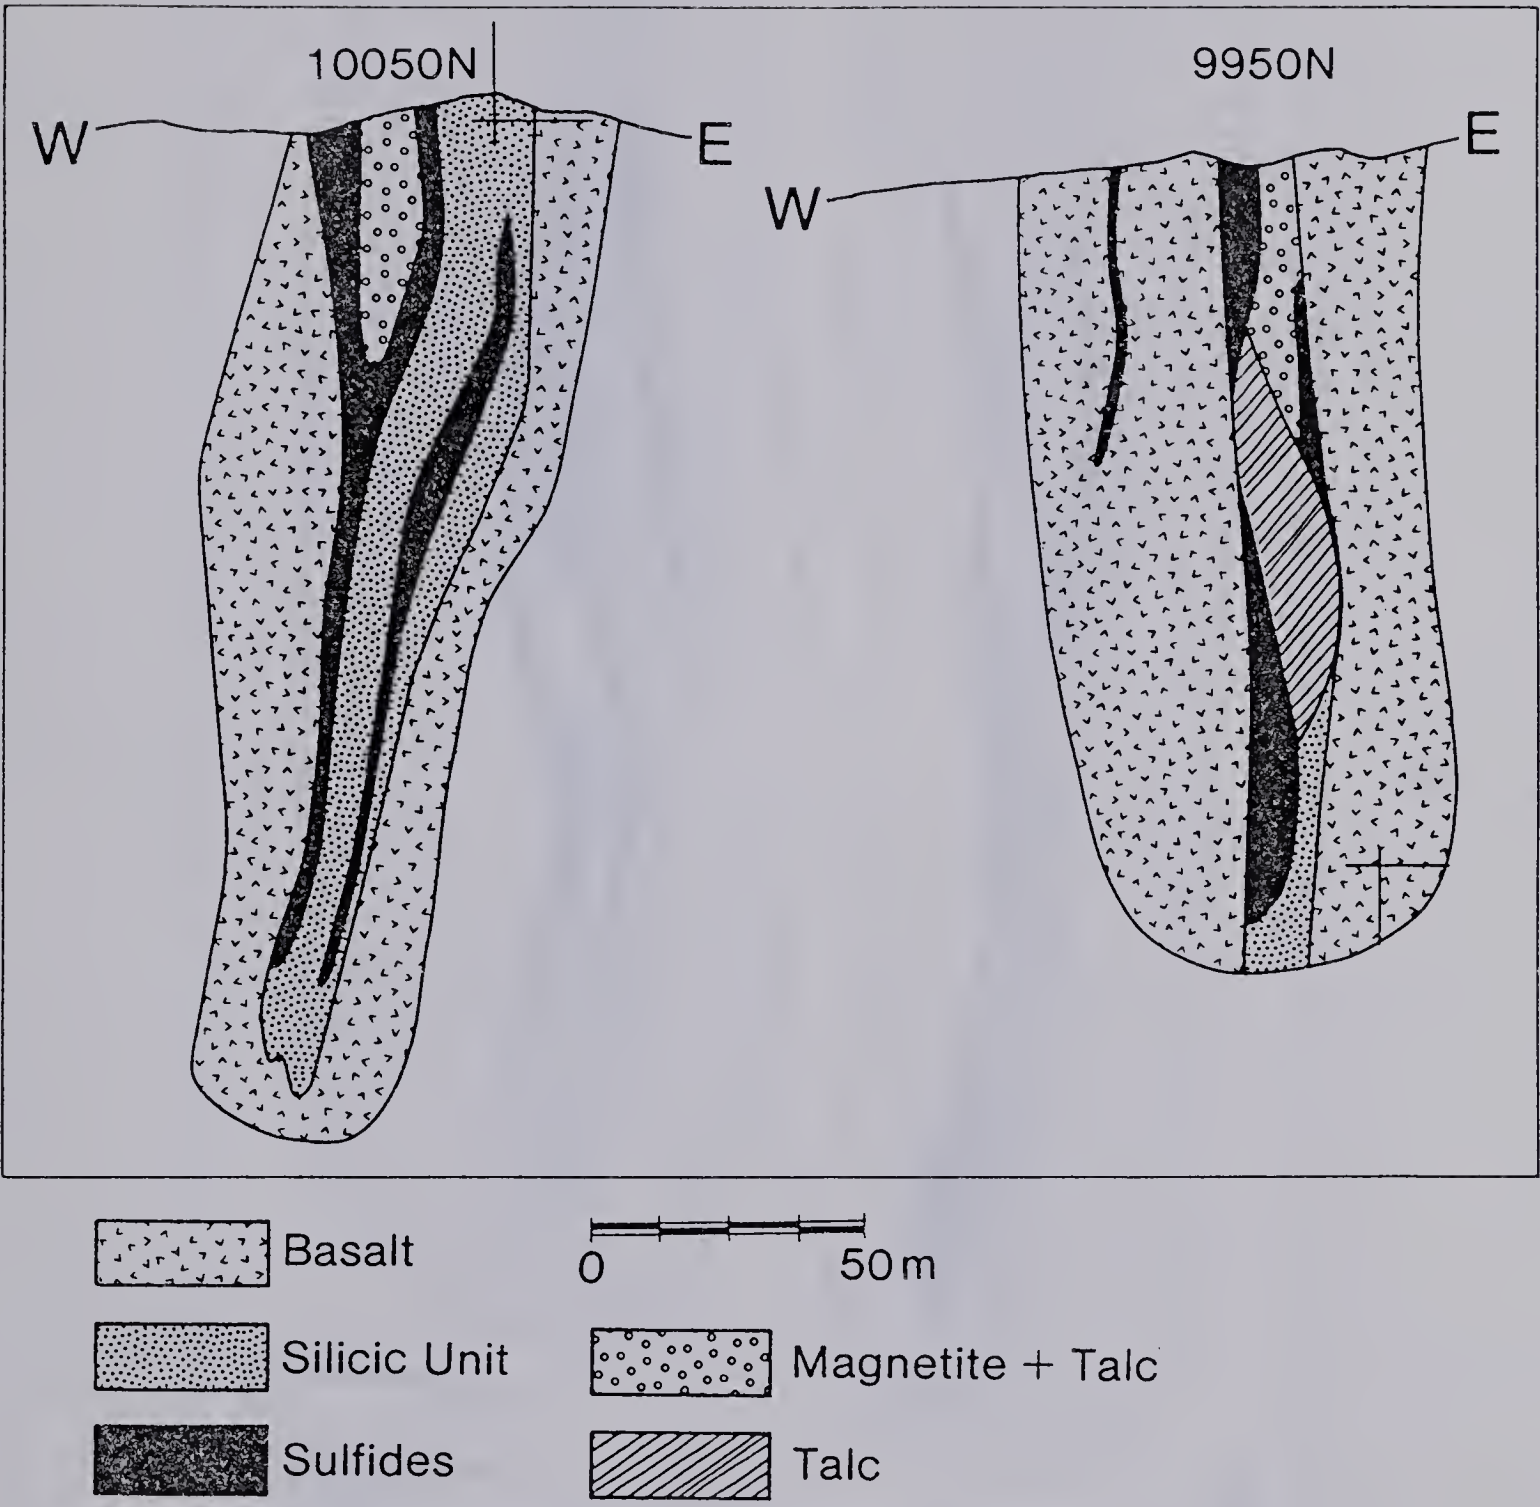 10050N
9950N
W
E
W
E
Basalt
0
50m
Silicic Unit
Magnetite + Talc
Sulfides
Talc